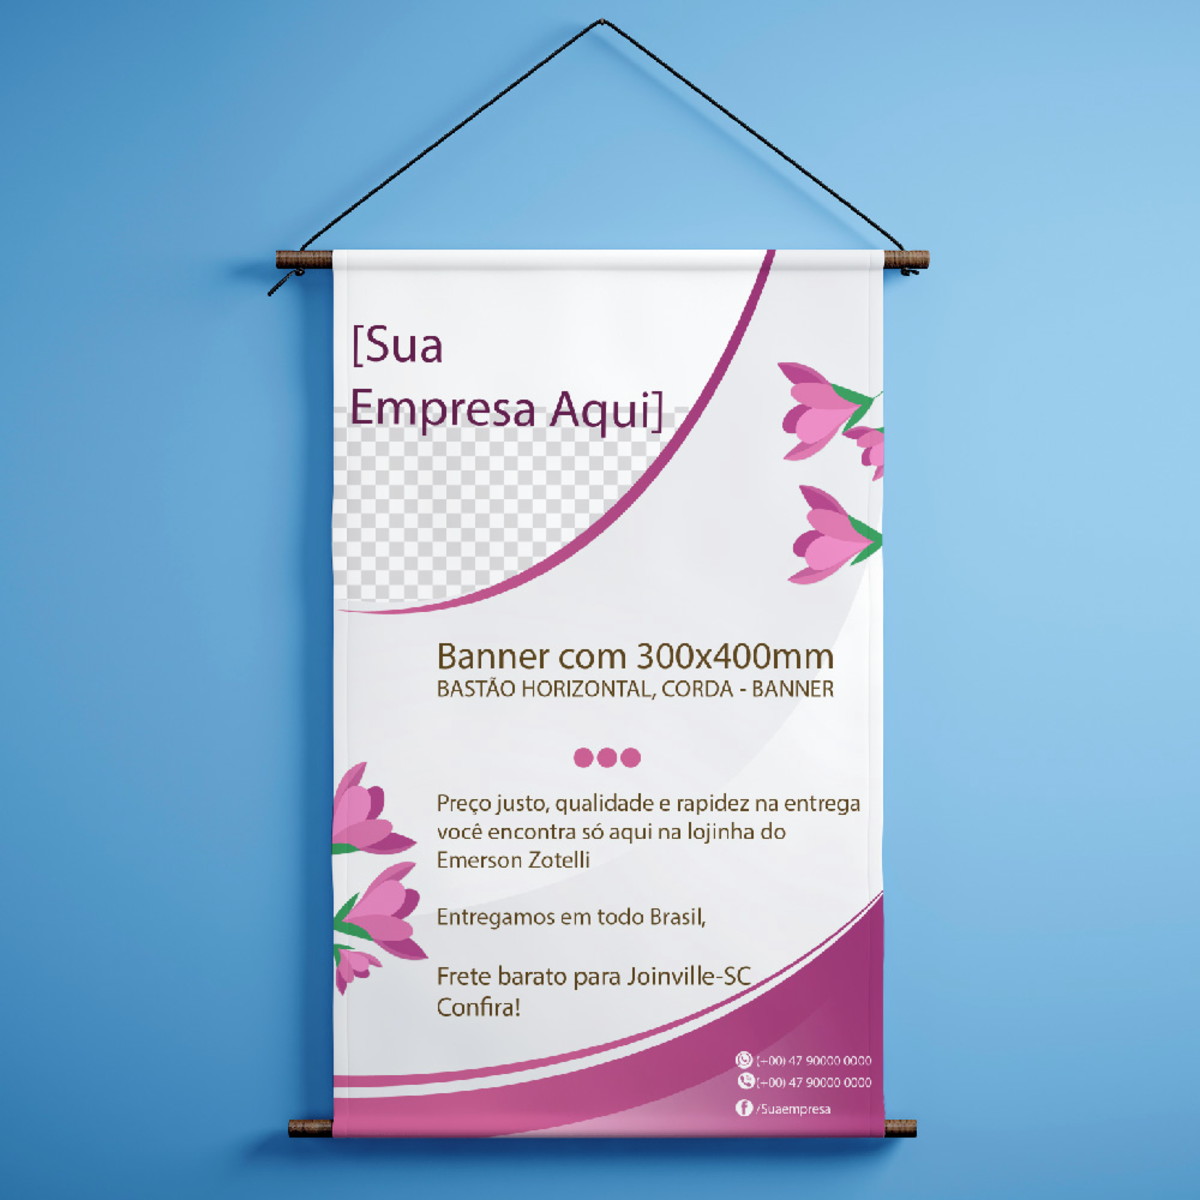 [Sua
Empresa Aqui]
Banner com 300x400mm
BASTÃO HORIZONTAL, CORDA - BANNER
Preço justo, qualidade e rapidez na entrega
você encontra só aqui na lojinha do
Emerson Zotelli
Entregamos em todo Brasil,
Frete barato para Joinville-SC
Confira!
(+00) 47 90000 0000
(+00) 47 90000 0000
/Suaempresa